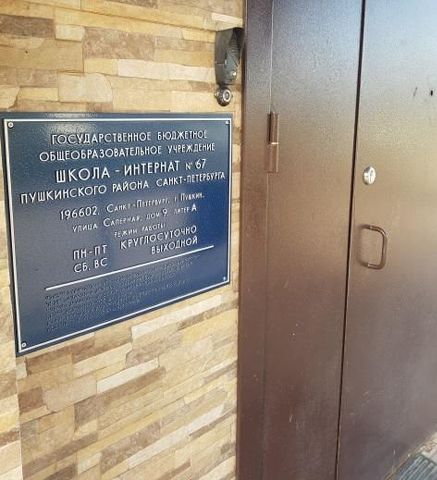 ГОСУДАРСТВЕННОЕ БЮДЖЕТНОЕ
ОБЩЕОБРАЗОВАТЕЛЬНОЕ УЧРЕЖДЕНИЕ
ШКОЛА - ИНТЕРНАТ № 67
ПУШКИНСКОГО РАЙОНА САНКТ-ПЕТЕРБУРГА
196602, САНКТ-ПЕТЕРБУРГ, Г. ПУШКИН,
УЛИЦА САПЕРНАЯ, ДОМ 9, ЛИТЕР А
РЕЖИМ РАБОТЫ
ПН-ПТ КРУГЛОСУТОЧНО
СБ. ВС ВЫХОДНОЙ